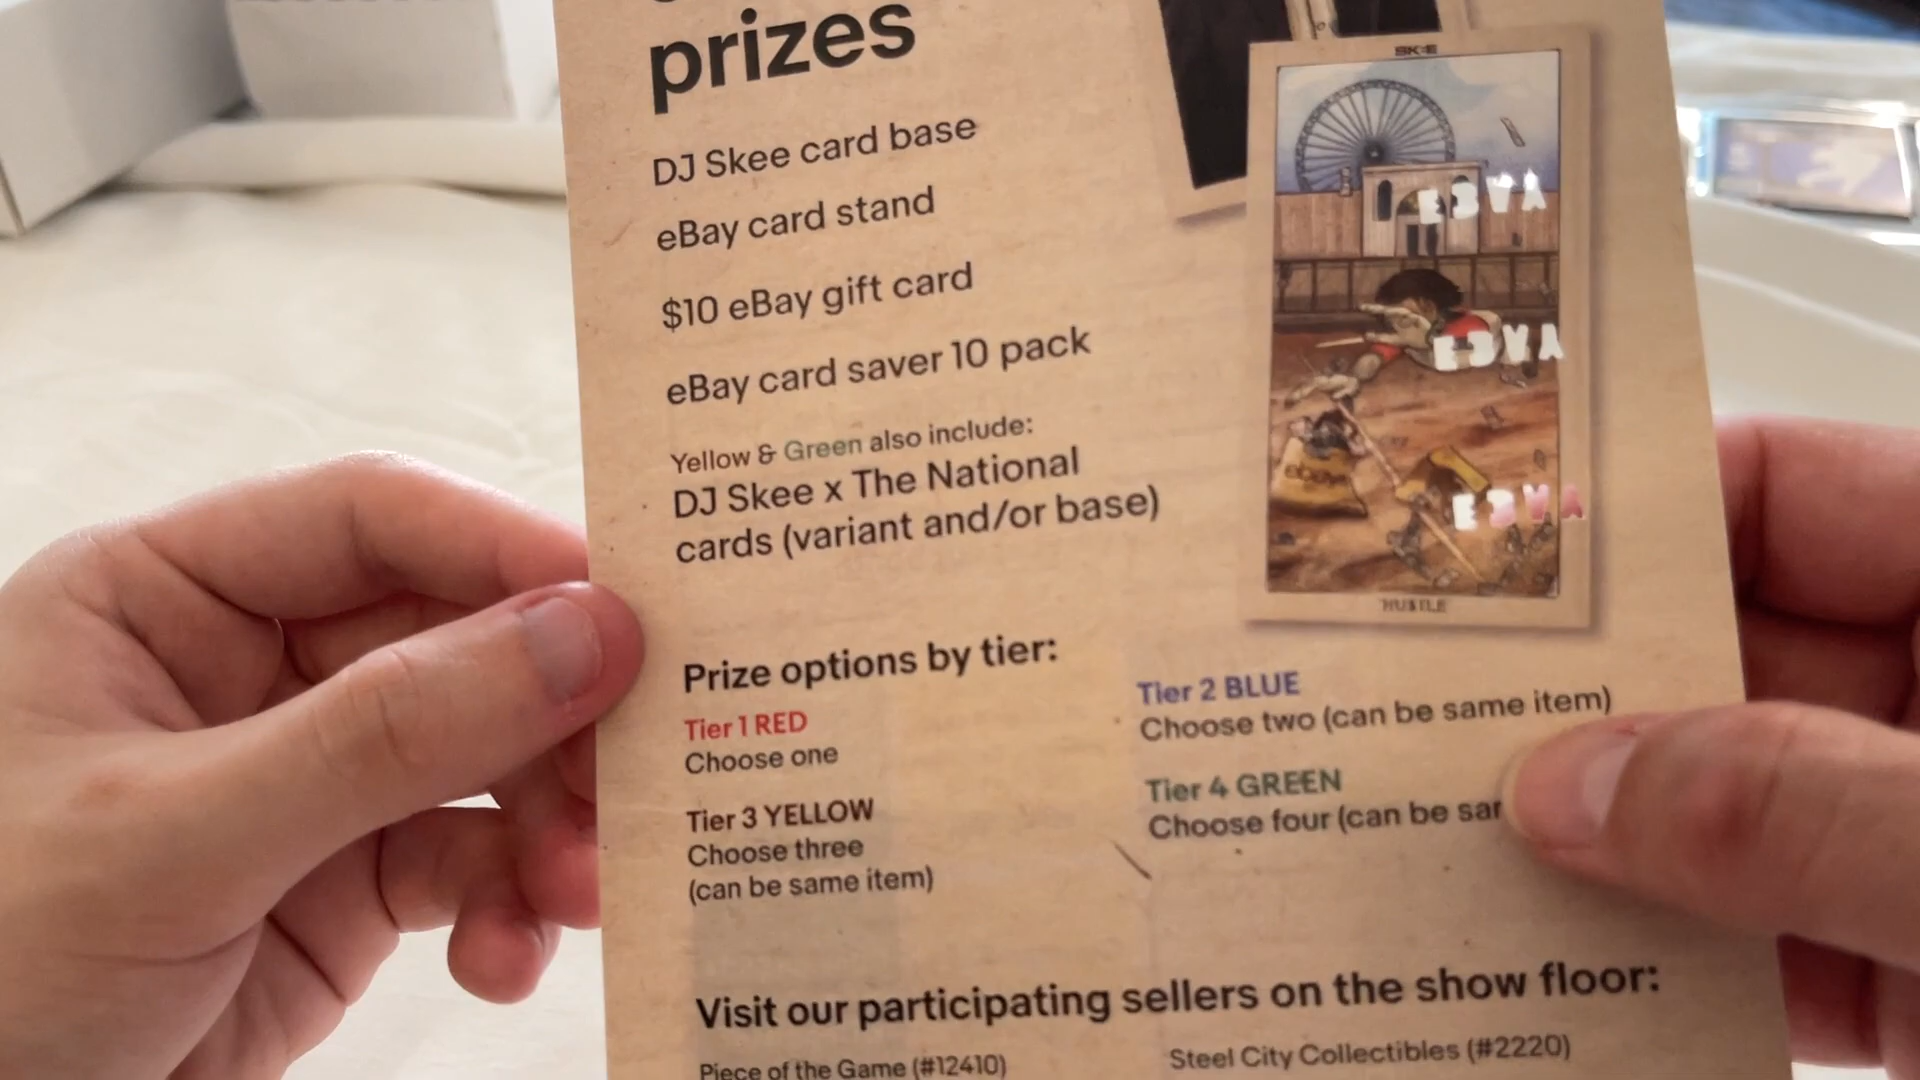 prizes
DJ Skee card base
eBay card stand
$10 eBay gift card
eBay card saver 10 pack
Yellow & Green also include:
DJ Skee x The National
cards (variant and/or base)
SKEE
ebay
HUSTLE
Prize options by tier:
Tier 1 RED
Choose one
Tier 2 BLUE
Choose two (can be same item)
Tier 3 YELLOW
Choose three
(can be same item)
Tier 4 GREEN
Choose four (can be
Visit our participating sellers on the show floor:
Piece of the Game (#12410)
Steel City Collectibles (#2220)